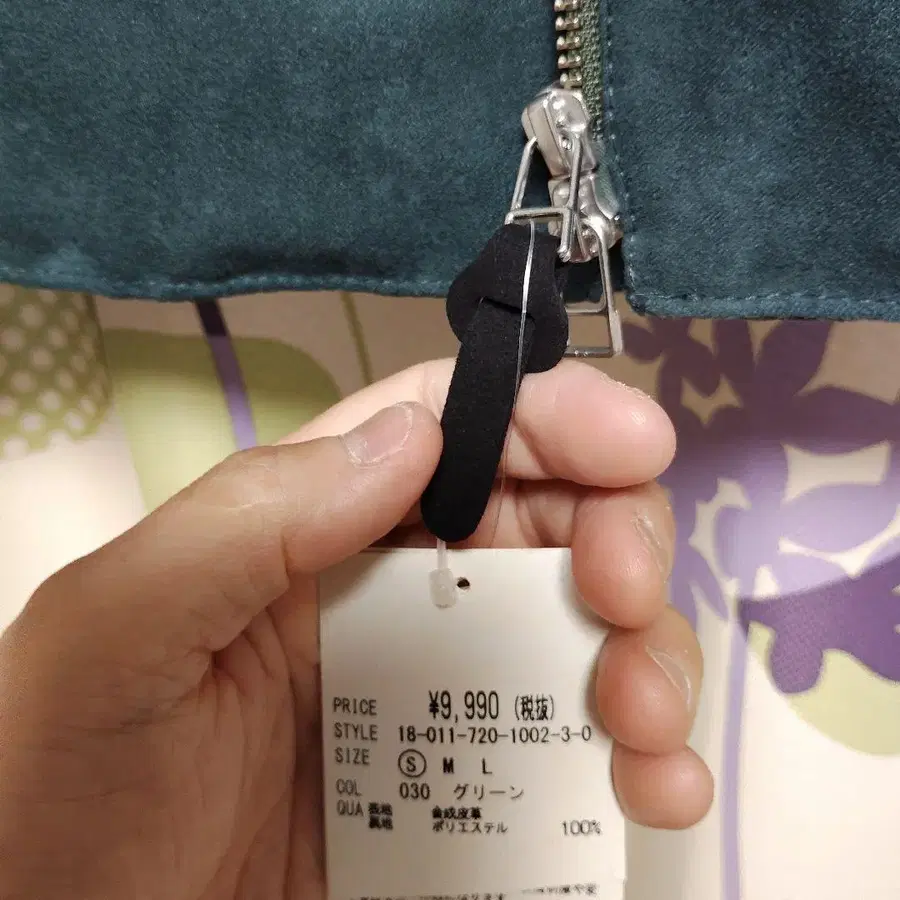 PRICE ¥9,990 (税抜)
STYLE 18-011-720-1002-3-0
SIZE Ⓢ M L
COL 030 グリーン
QUA 表地 合成皮革
裏地 ポリエステル 100%